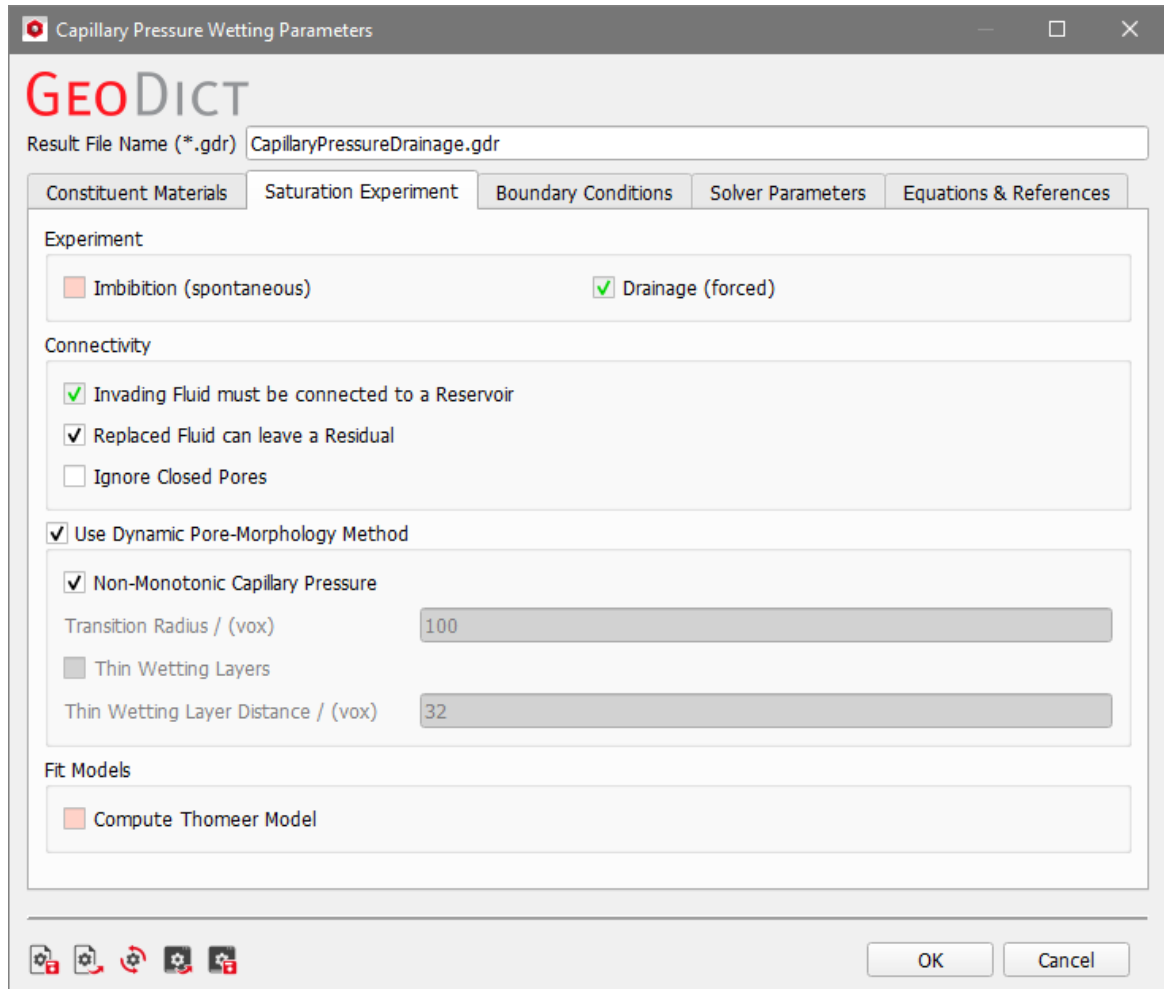 Capillary Pressure Wetting Parameters
GEODICT
Result File Name (*.gdr) CapillaryPressureDrainage.gdr
Constituent Materials Saturation Experiment Boundary Conditions Solver Parameters Equations & References
Experiment
Imbibition (spontaneous) Drainage (forced)
Connectivity
Invading Fluid must be connected to a Reservoir
Replaced Fluid can leave a Residual
Ignore Closed Pores
Use Dynamic Pore-Morphology Method
Non-Monotonic Capillary Pressure
Transition Radius / (vox) 100
Thin Wetting Layers
Thin Wetting Layer Distance / (vox) 32
Fit Models
Compute Thomeer Model
OK Cancel